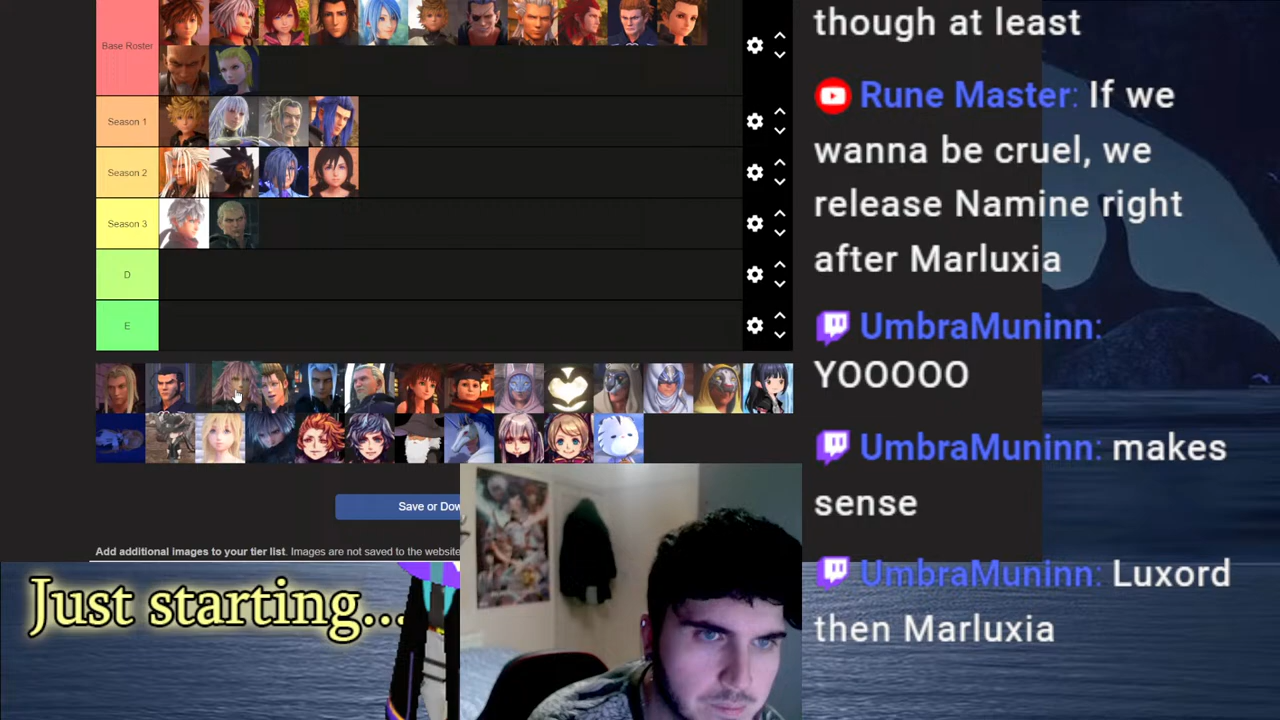 Base Roster
Season 1
Season 2
Season 3
D
E
Save or Dow
Add additional images to your tier list. Images are not saved to the website
Just starting...
though at least
Rune Master: If we
wanna be cruel, we
release Namine right
after Marluxia
UmbraMuninn:
YOOOOO
UmbraMuninn: makes
sense
UmbraMuninn: Luxord
then Marluxia